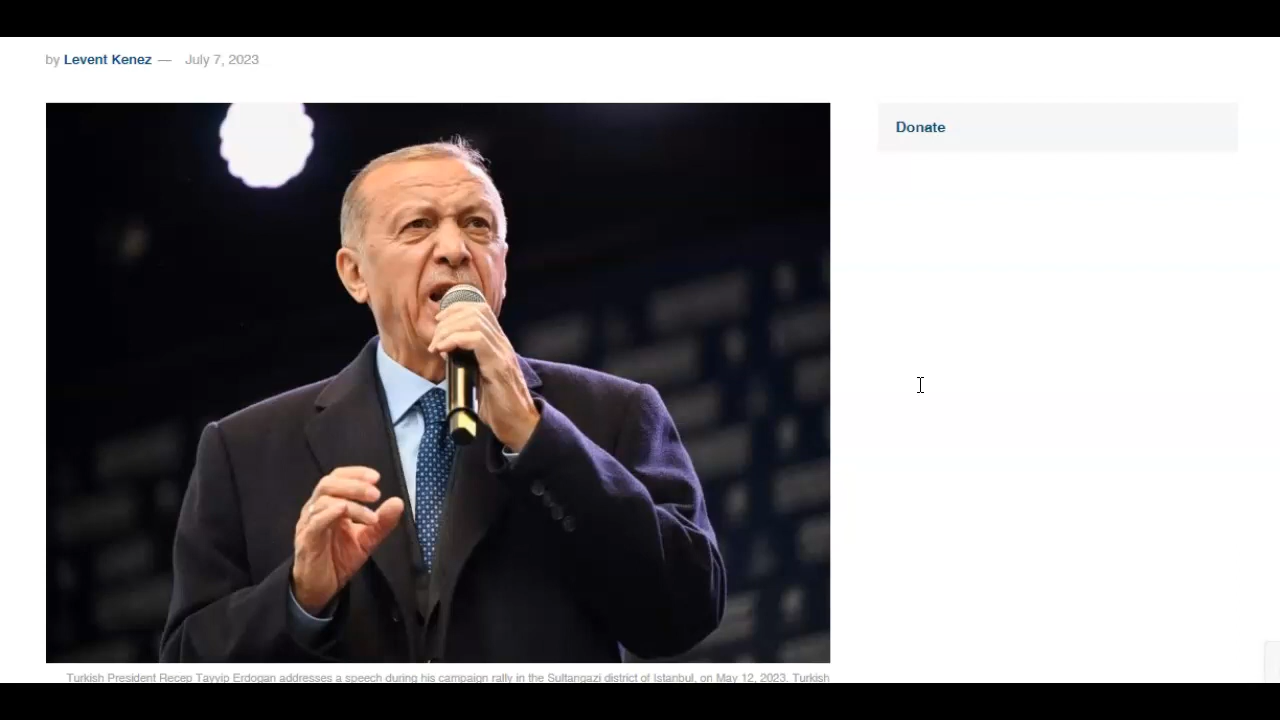 by Levent Kenez — July 7, 2023
Donate
Turkish President Recep Tayyip Erdogan addresses a speech during his campaign rally in the Sultangazi district of Istanbul, on May 12, 2023. Turkish